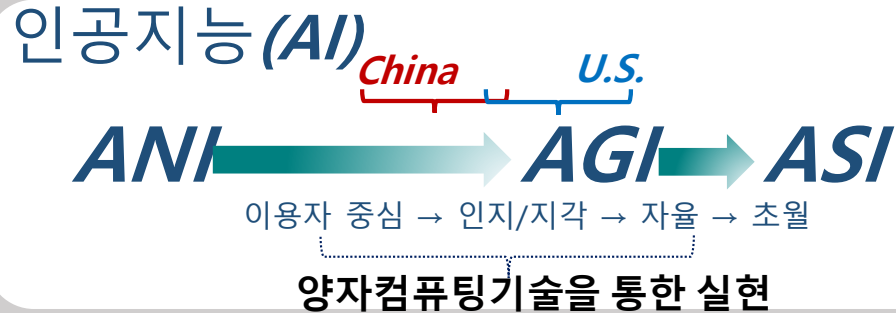 인공지능(AI)
China U.S.
ANI AGI ASI
이용자 중심 → 인지/지각 → 자율 → 초월
양자컴퓨팅기술을 통한 실현